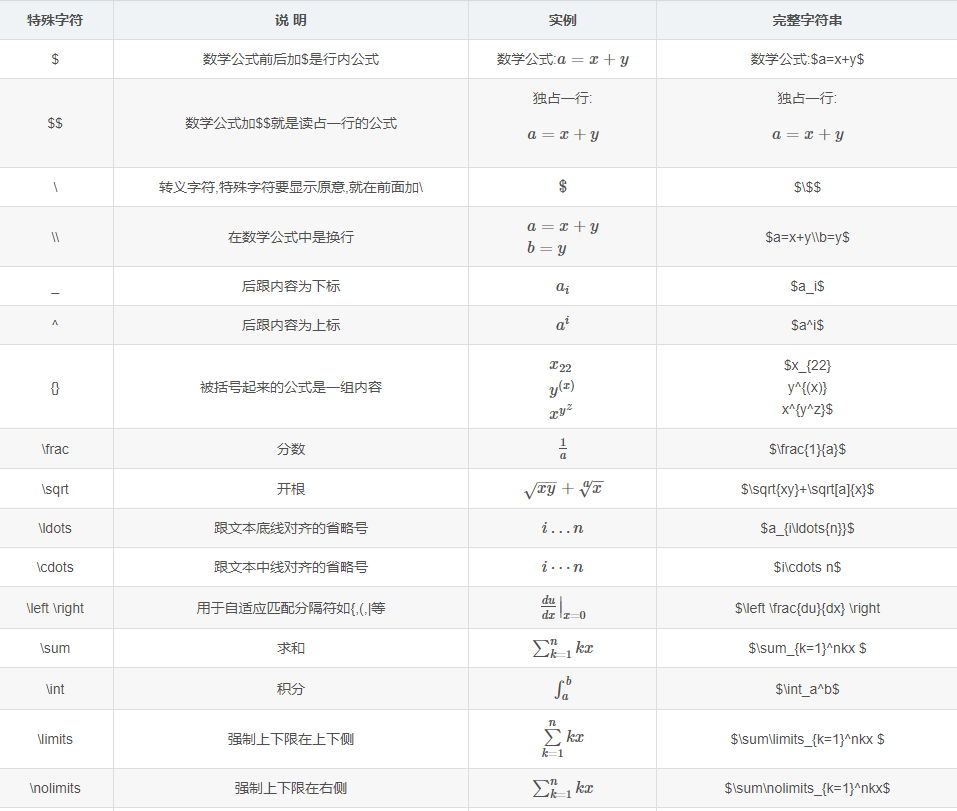 特殊字符 说 明 实例 完整字符串
$ 数学公式前后加$是行内公式 数学公式:a = x + y 数学公式:$a=x+y$
$$ 数学公式加$$就是读占一行的公式 独占一行: 独占一行:
a = x + y a = x + y
\ 转义字符,特殊字符要显示原意,就在前面加\ $ $\$$
\\ 在数学公式中是换行 a = x + y $a=x+y\\b=y$
b = y
_ 后跟内容为下标 a_i $a_i$
^ 后跟内容为上标 a^i $a^i$
{} 被括号起来的公式是一组内容 x_{22} $x_{22}
y^{(x)} y^{(x)}
x^{y^z} x^{y^z}$
\frac 分数 \frac{1}{a} $\frac{1}{a}$
\sqrt 开根 \sqrt{xy} + \sqrt[a]{x} $\sqrt{xy}+\sqrt[a]{x}$
\ldots 跟文本底线对齐的省略号 i … n $a_{i\ldots{n}}$
\cdots 跟文本中线对齐的省略号 i ⋯ n $i\cdots n$
\left \right 用于自适应匹配分隔符如{,(,|等 \frac{du}{dx}|_{x=0} $\left \frac{du}{dx} \right
\sum 求和 ∑_{k=1}^n kx $\sum_{k=1}^nkx $
\int 积分 ∫_a^b $\int_a^b$
\limits 强制上下限在上下侧 ∑_{k=1}^n kx $\sum\limits_{k=1}^nkx $
\nolimits 强制上下限在右侧 ∑_{k=1}^n kx $\sum\nolimits_{k=1}^nkx$